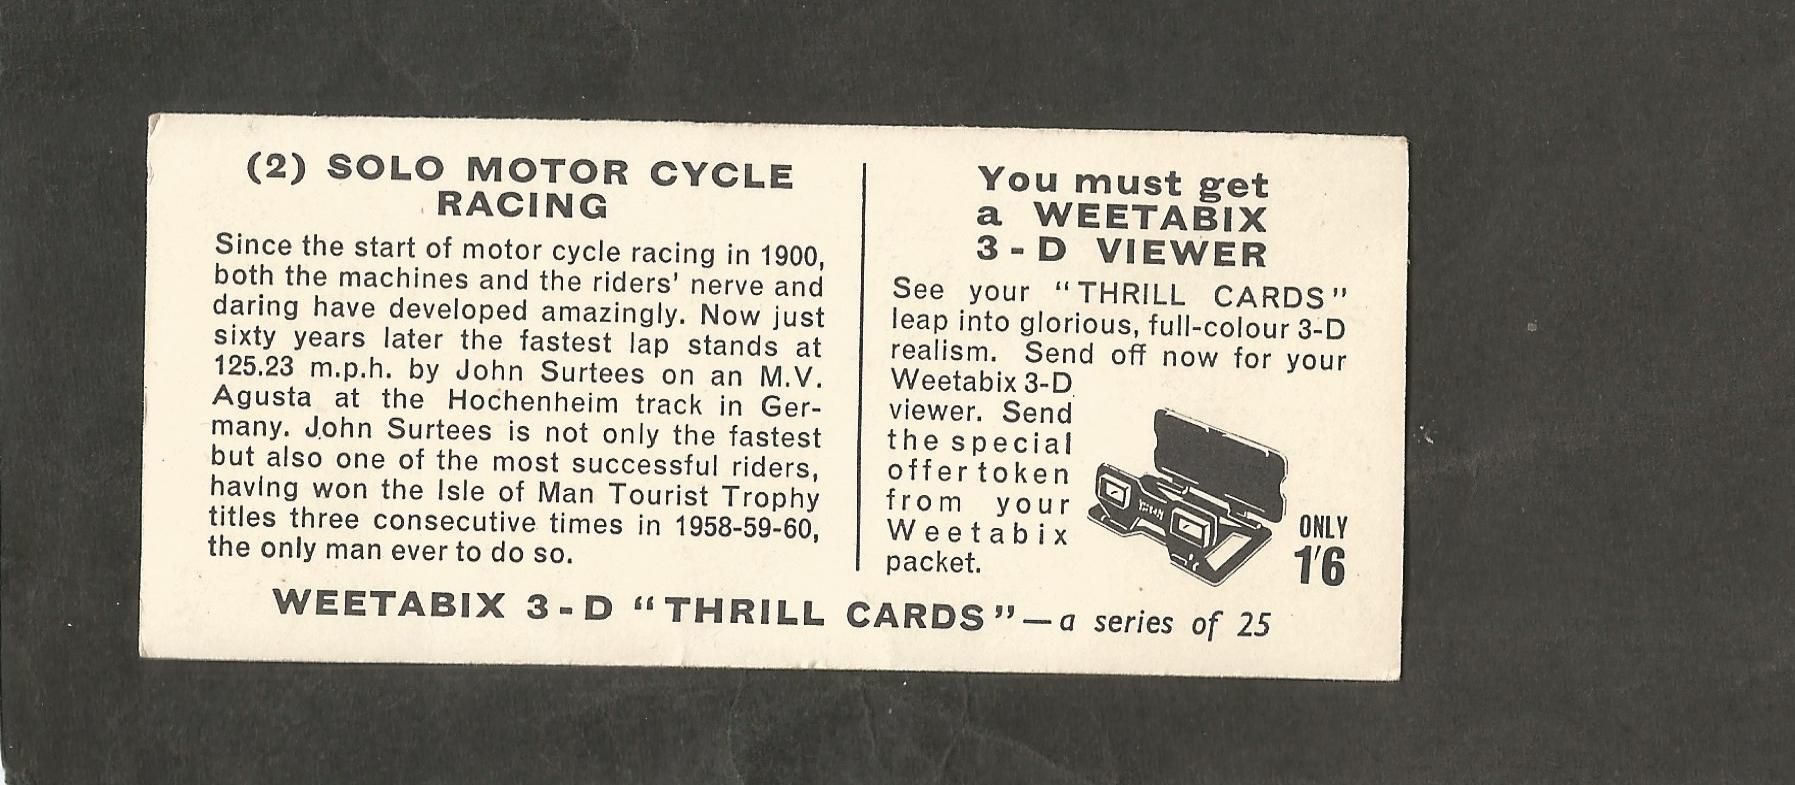 (2) SOLO MOTOR CYCLE
RACING
Since the start of motor cycle racing in 1900,
both the machines and the riders' nerve and
daring have developed amazingly. Now just
sixty years later the fastest lap stands at
125.23 m.p.h. by John Surtees on an M.V.
Agusta at the Hochenheim track in Ger-
many. John Surtees is not only the fastest
but also one of the most successful riders,
having won the Isle of Man Tourist Trophy
titles three consecutive times in 1958-59-60,
the only man ever to do so.
You must get
a WEETABIX
3-D VIEWER
See your "THRILL CARDS"
leap into glorious, full-colour 3-D
realism. Send off now for your
Weetabix 3-D
viewer. Send
the special
offer token
from your
Weetabix
packet.
ONLY
1'6
WEETABIX 3-D "THRILL CARDS"—a series of 25